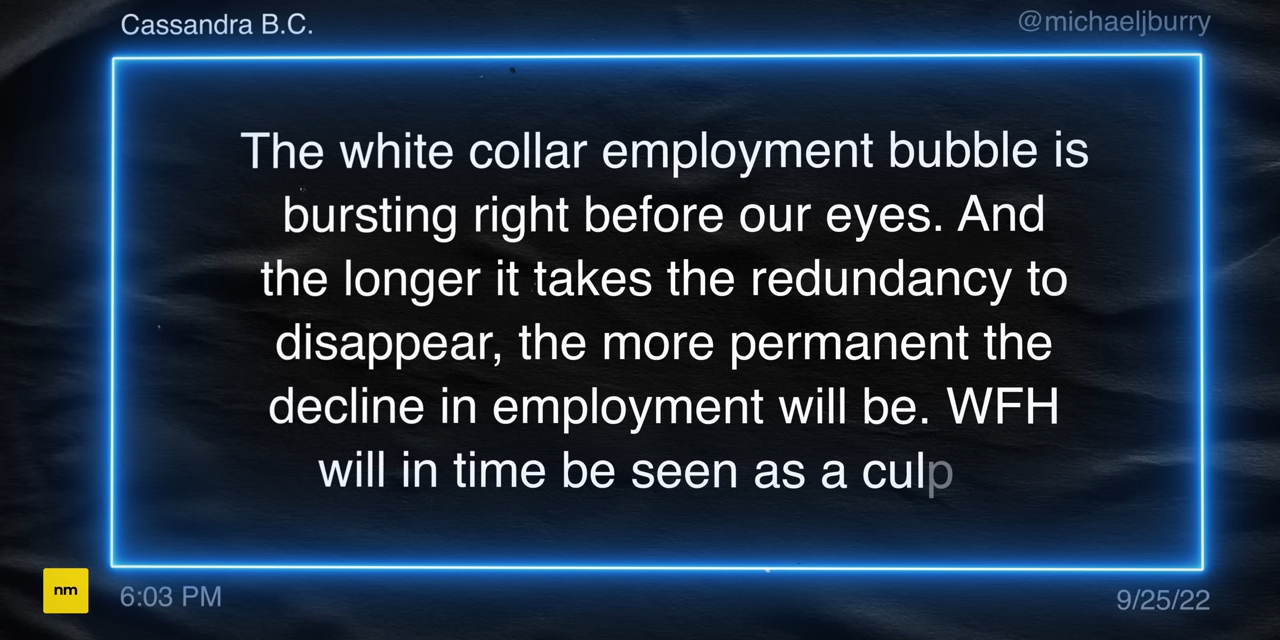 Cassandra B.C.
@michaeljburry
The white collar employment bubble is
bursting right before our eyes. And
the longer it takes the redundancy to
disappear, the more permanent the
decline in employment will be. WFH
will in time be seen as a culp
nm
6:03 PM
9/25/22